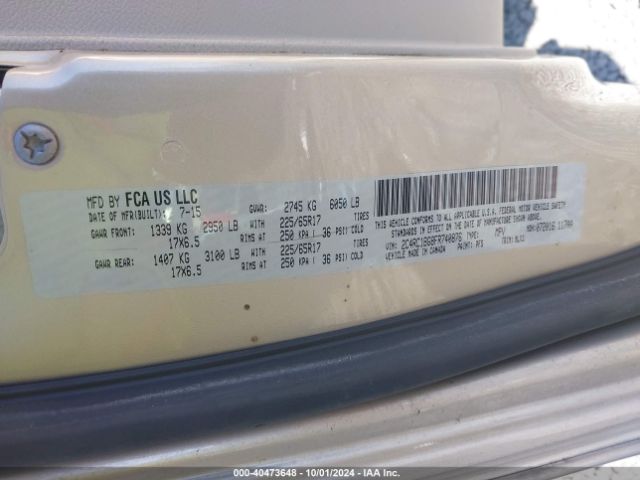 MFD BY FCA US LLC
DATE OF MFR(BUILT): 7-15 GVWR: 2745 KG 6050 LB
GAWR FRONT: 1339 KG 2950 LB WITH 225/65R17 TIRES
17X6.5 RIMS AT 250 KPA ( 36 PSI) COLD
GAWR REAR: 1407 KG 3100 LB WITH 225/65R17 TIRES
17X6.5 RIMS AT 250 KPA ( 36 PSI) COLD
THIS VEHICLE CONFORMS TO ALL APPLICABLE U.S.A. FEDERAL MOTOR VEHICLE SAFETY
STANDARDS IN EFFECT ON THE DATE OF MANUFACTURE SHOWN ABOVE.
VIN: TYPE: MPV
VEHICLE MADE IN CANADA PAINT: PFS TRIM:
000-40473648 - 10/01/2024 - IAA Inc.